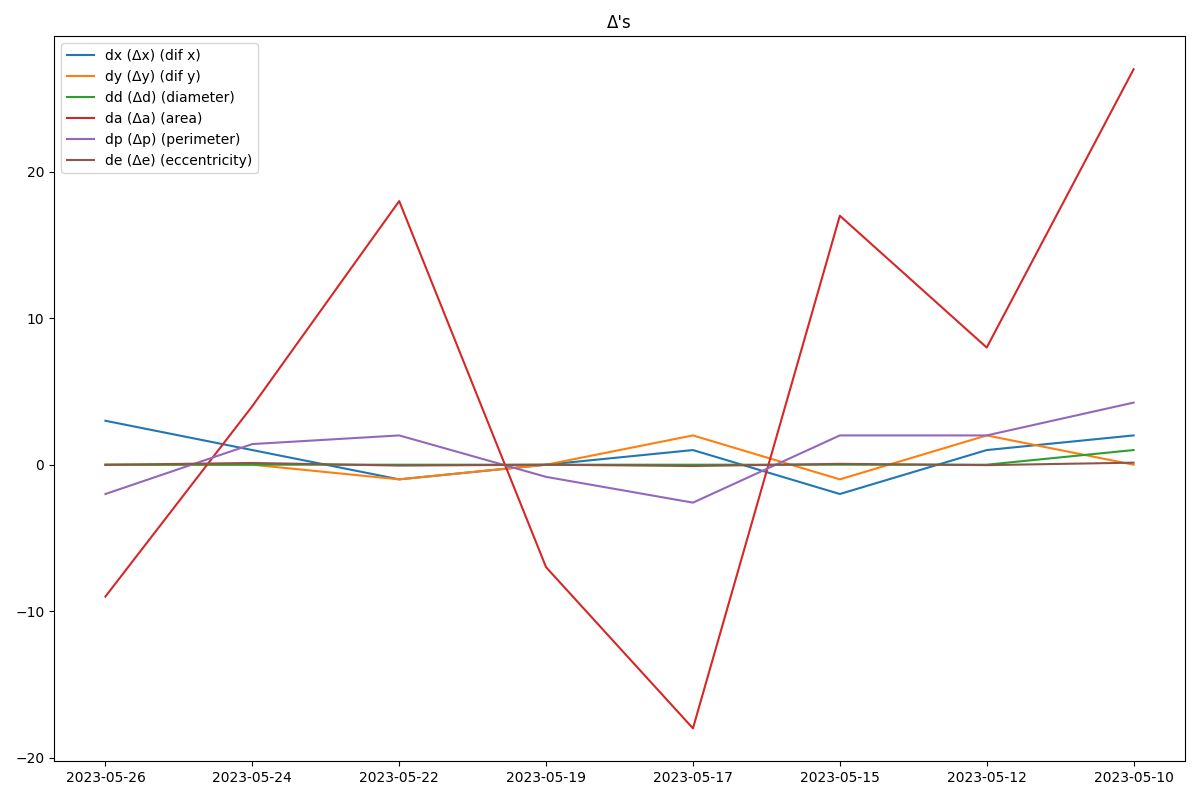 Δ's
dx (Δx) (dif x)
dy (Δy) (dif y)
dd (Δd) (diameter)
da (Δa) (area)
dp (Δp) (perimeter)
de (Δe) (eccentricity)
20
10
0
−10
−20
2023-05-26 2023-05-24 2023-05-22 2023-05-19 2023-05-17 2023-05-15 2023-05-12 2023-05-10